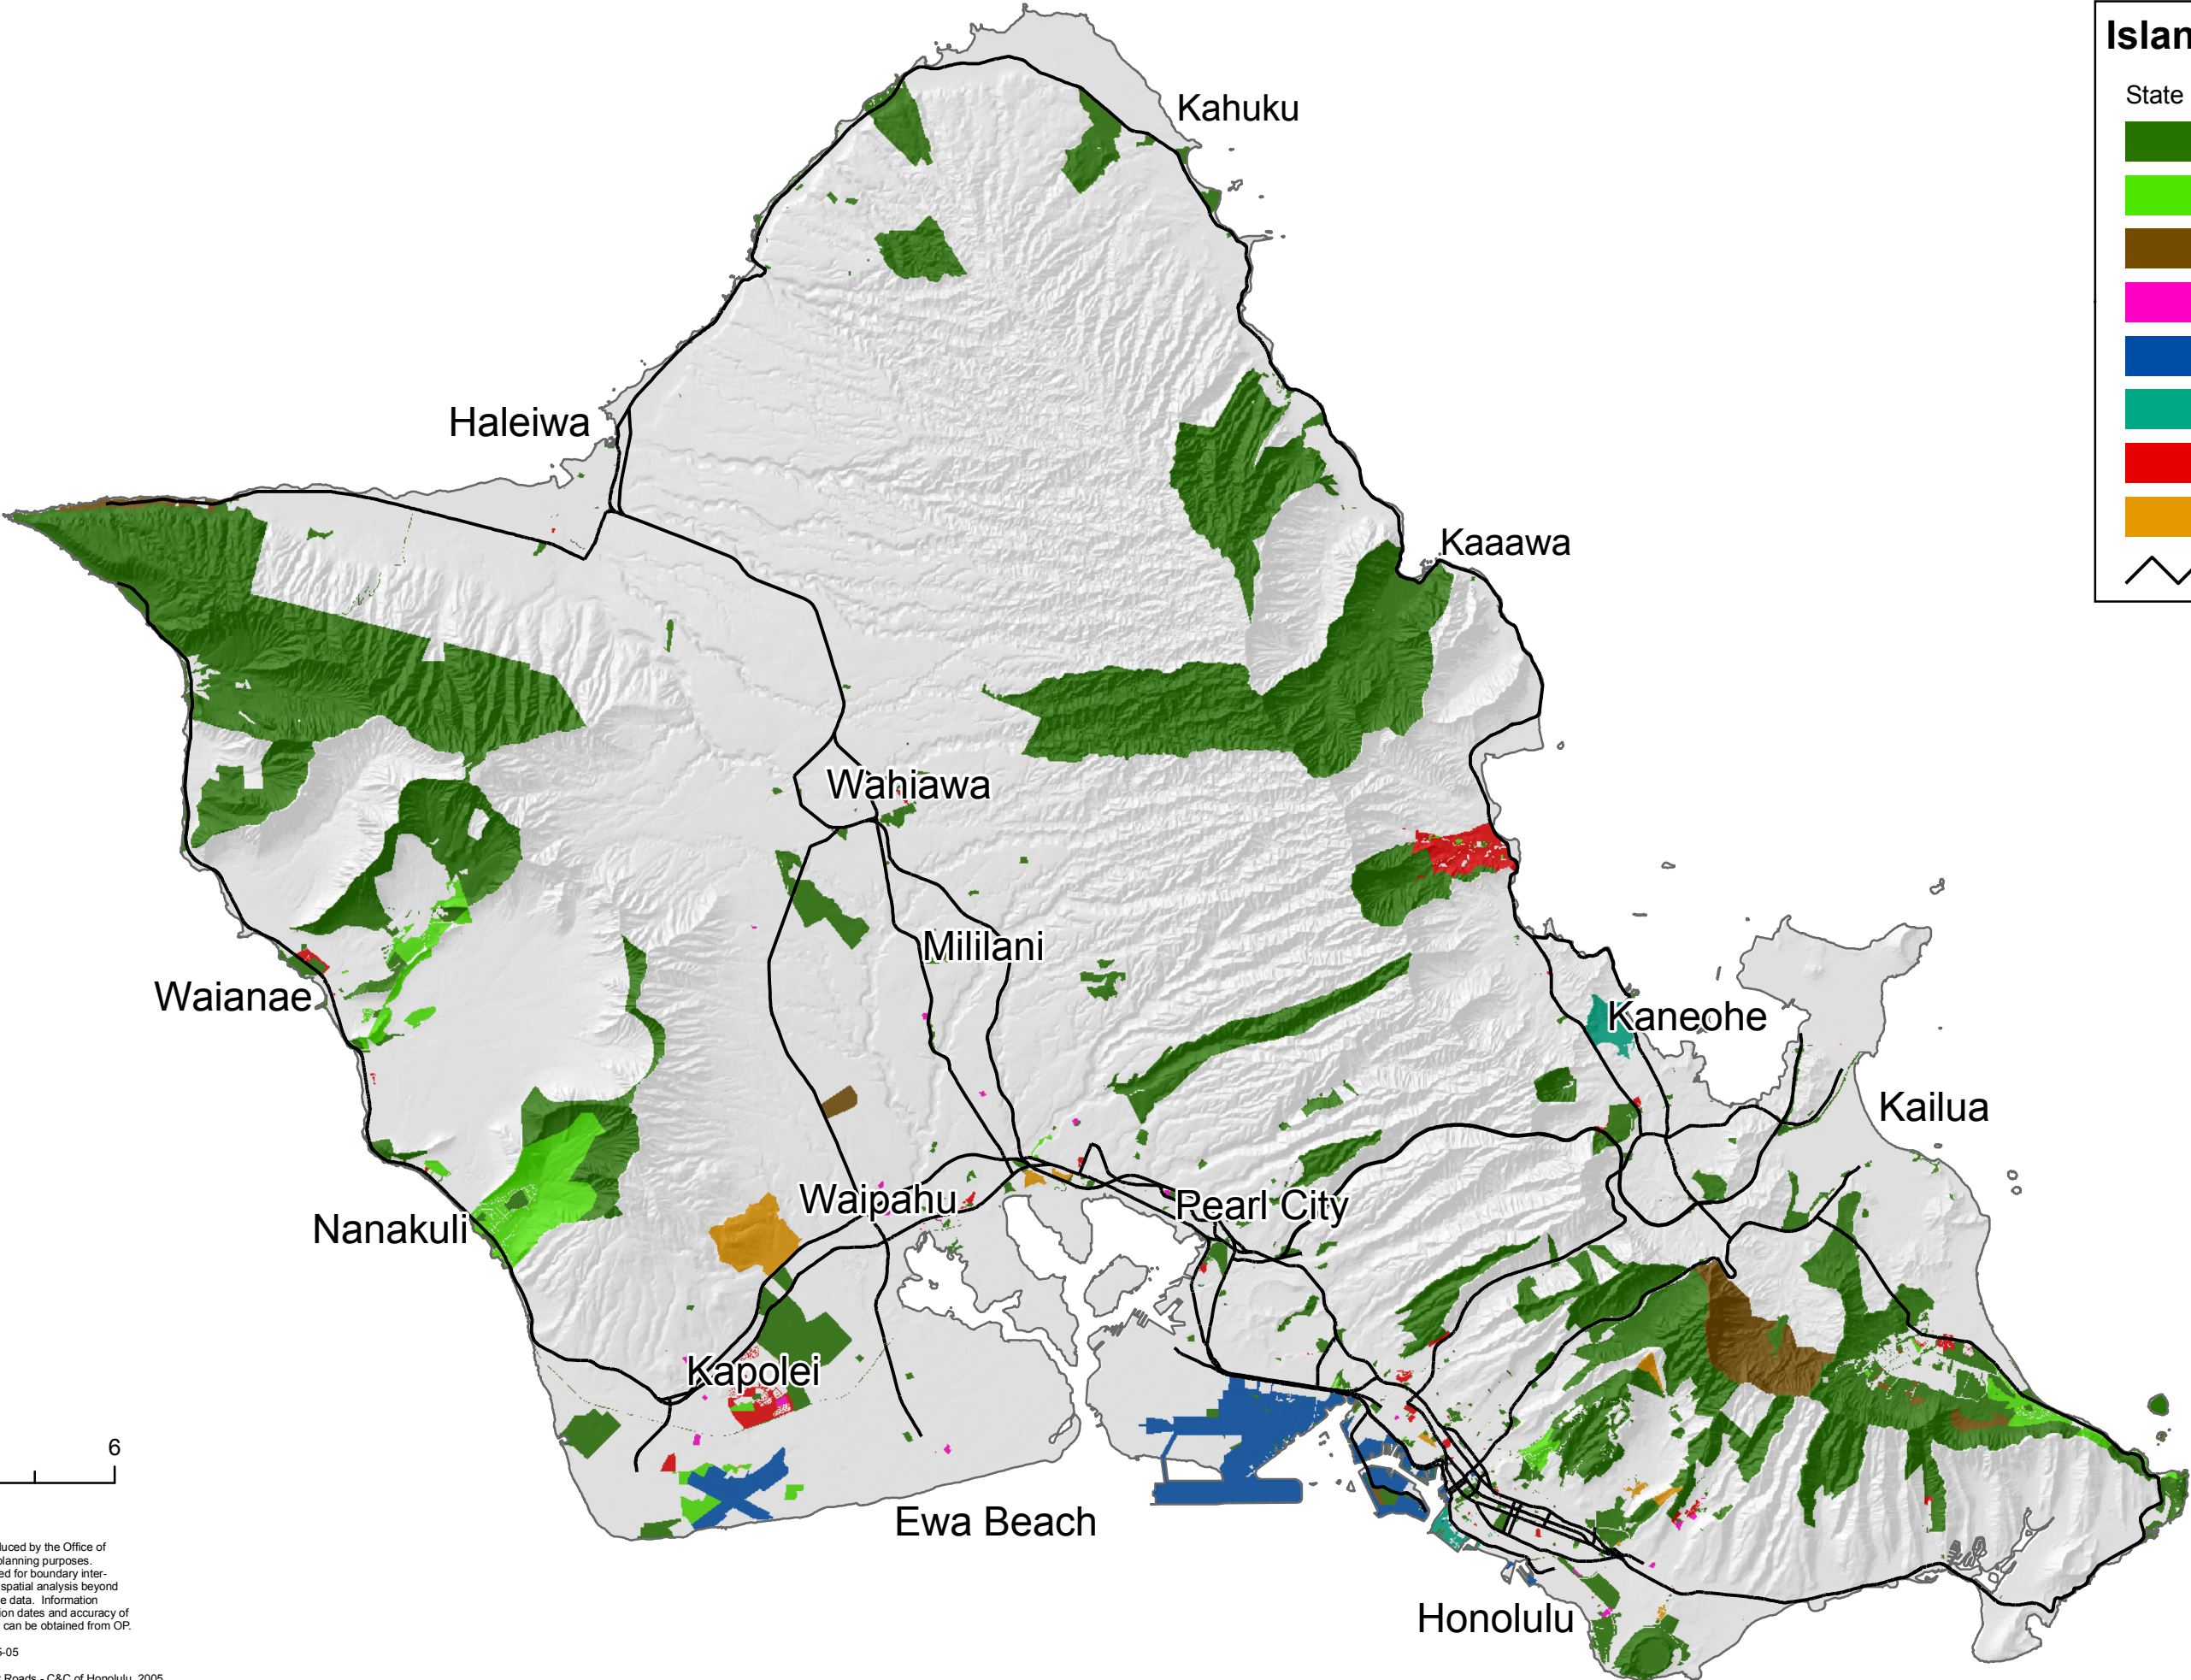 Islan
State
Kahuku
Haleiwa
Kaaawa
Wahiawa
Mililani
Waianae
Kaneohe
Kailua
Nanakuli
Waipahu
Pearl City
Kapolei
Ewa Beach
Honolulu
6
luced by the Office of
planning purposes.
ed for boundary inter-
spatial analysis beyond
e data. Information
ion dates and accuracy of
can be obtained from OP.
5-05
Roads - C&C of Honolulu, 2005